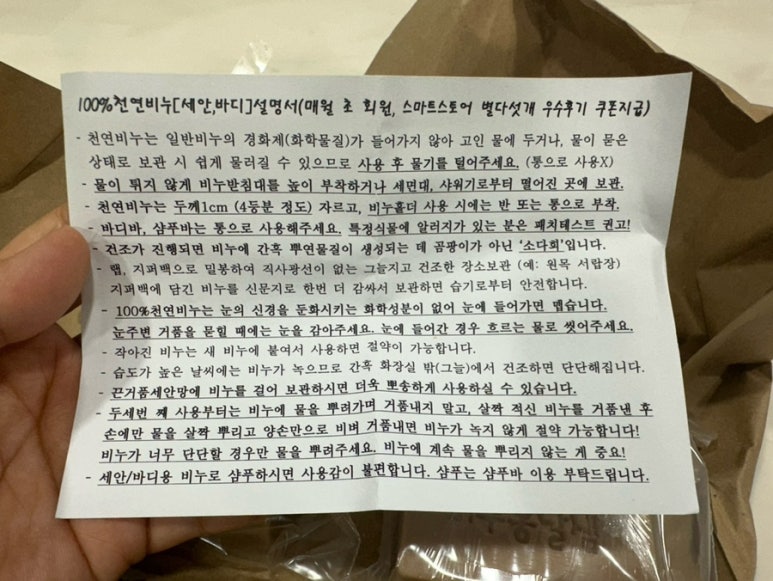 100%천연비누[세안,바디]설명서(매월 초 회원, 스마트스토어 별다섯개 우수후기 쿠폰지급)
- 천연비누는 일반비누의 경화제(화학물질)가 들어가지 않아 고인 물에 두거나, 물이 묻은
상태로 보관 시 쉽게 물러질 수 있으므로 사용 후 물기를 털어주세요. (통으로 사용X)
- 물이 튀지 않게 비누받침대를 높이 부착하거나 세면대, 샤워기로부터 떨어진 곳에 보관.
- 천연비누는 두께1cm (4등분 정도) 자르고, 비누홀더 사용 시에는 반 또는 통으로 부착.
- 바디바, 샴푸바는 통으로 사용해주세요. 특정식물에 알러지가 있는 분은 패치테스트 권고!
- 건조가 진행되면 비누에 간혹 뿌연물질이 생성되는 데 곰팡이가 아닌 '소다회'입니다.
- 랩, 지퍼백으로 밀봉하여 직사광선이 없는 그늘지고 건조한 장소보관 (예: 원목 서랍장)
지퍼백에 담긴 비누를 신문지로 한번 더 감싸서 보관하면 습기로부터 안전합니다.
- 100%천연비누는 눈의 신경을 둔화시키는 화학성분이 없어 눈에 들어가면 맵습니다.
눈주변 거품을 묻힐 때에는 눈을 감아주세요. 눈에 들어간 경우 흐르는 물로 씻어주세요.
- 작아진 비누는 새 비누에 붙여서 사용하면 절약이 가능합니다.
- 습도가 높은 날씨에는 비누가 녹으므로 간혹 화장실 밖(그늘)에서 건조하면 단단해집니다.
- 끈거품세안망에 비누를 걸어 보관하시면 더욱 뽀송하게 사용하실 수 있습니다.
- 두세번 째 사용부터는 비누에 물을 뿌려가며 거품내지 말고, 살짝 적신 비누를 거품낸 후
손에만 물을 살짝 뿌리고 양손만으로 비벼 거품내면 비누가 녹지 않게 절약 가능합니다!
비누가 너무 단단할 경우만 물을 뿌려주세요. 비누에 계속 물을 뿌리지 않는 게 중요!
- 세안/바디용 비누로 샴푸하시면 사용감이 불편합니다. 샴푸는 샴푸바 이용 부탁드립니다.